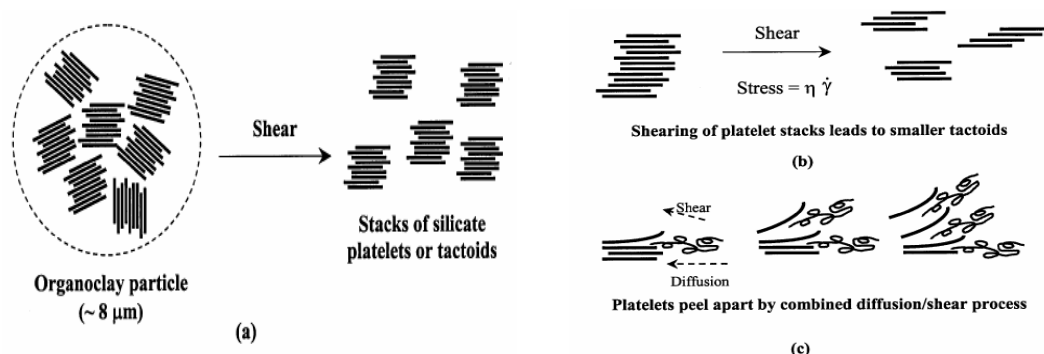 Shear
Organoclay particle
(~ 8 μm)
Stacks of silicate
platelets or tactoids
(a)
Shear
Stress = η γ̇
Shearing of platelet stacks leads to smaller tactoids
(b)
Shear
Diffusion
Platelets peel apart by combined diffusion/shear process
(c)